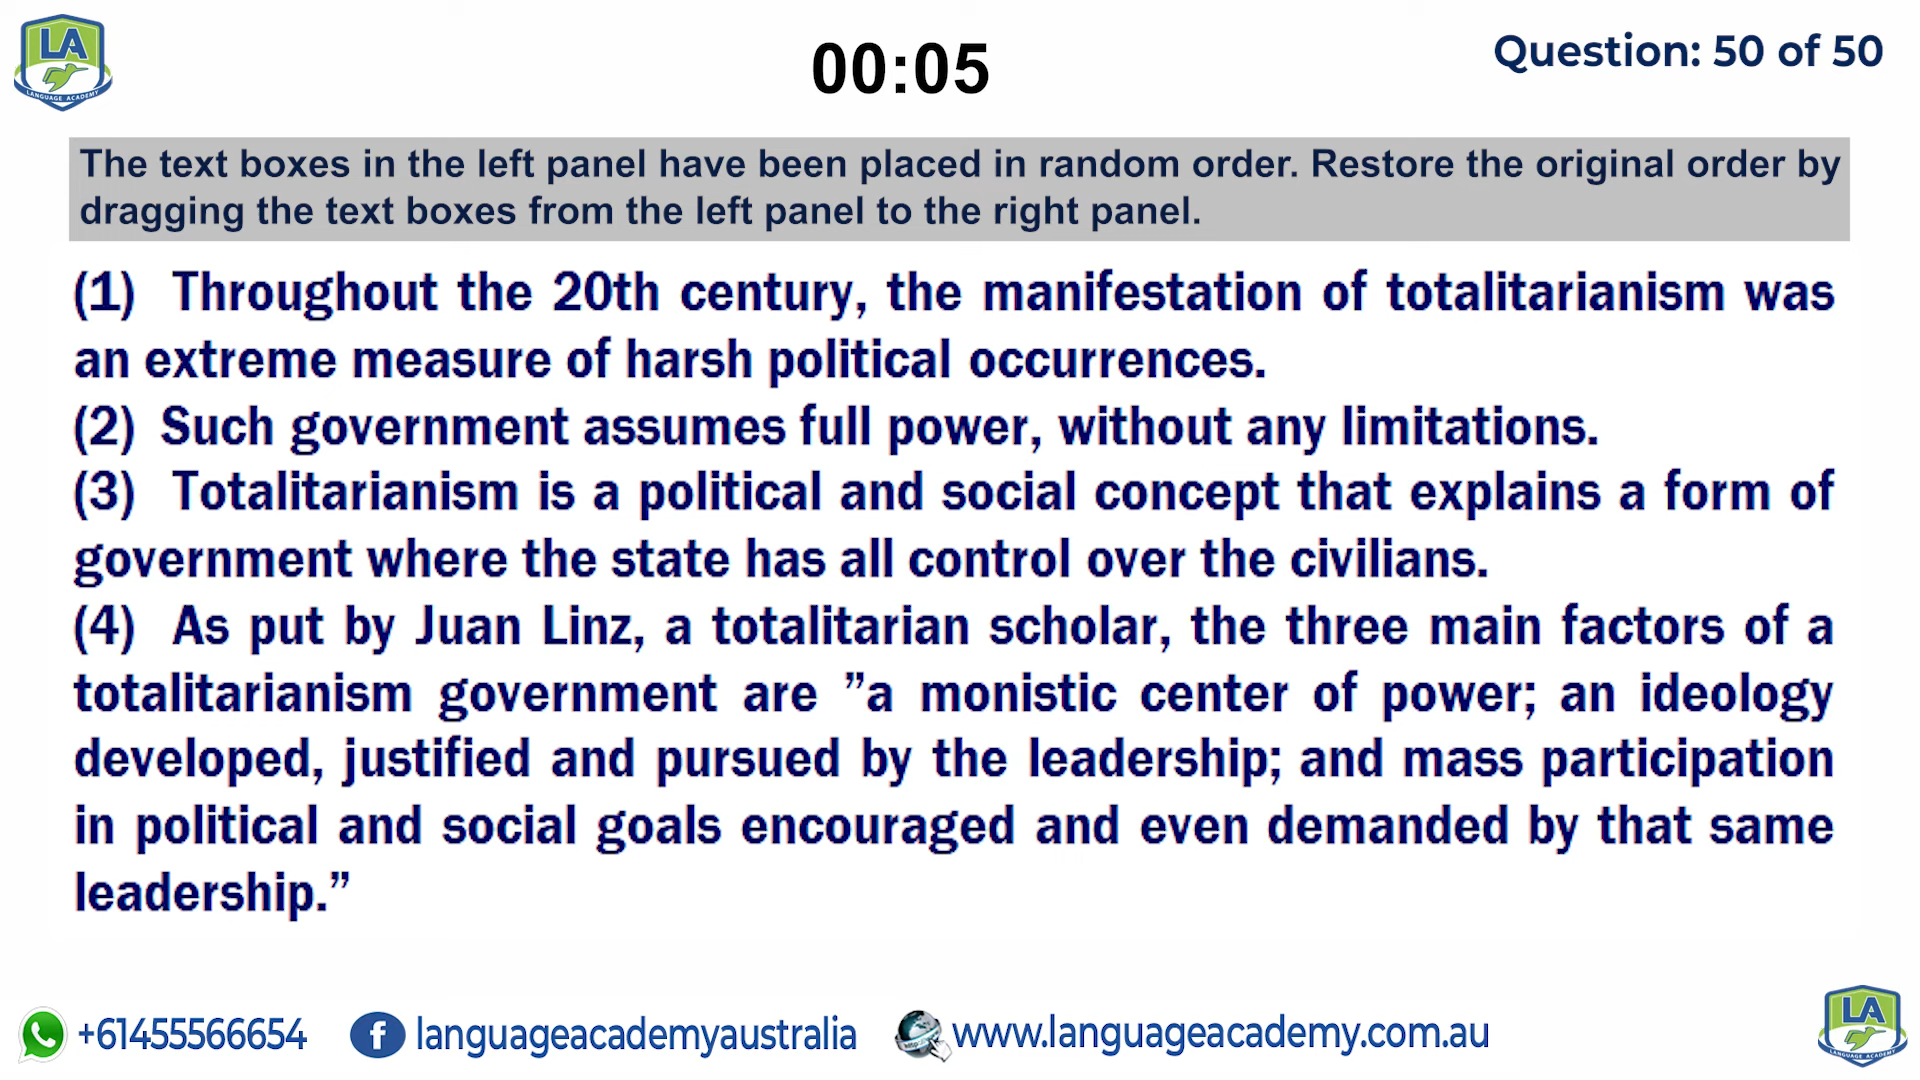 LA
LANGUAGE ACADEMY
00:05
Question: 50 of 50
The text boxes in the left panel have been placed in random order. Restore the original order by
dragging the text boxes from the left panel to the right panel.
(1) Throughout the 20th century, the manifestation of totalitarianism was
an extreme measure of harsh political occurrences.
(2) Such government assumes full power, without any limitations.
(3) Totalitarianism is a political and social concept that explains a form of
government where the state has all control over the civilians.
(4) As put by Juan Linz, a totalitarian scholar, the three main factors of a
totalitarianism government are ”a monistic center of power; an ideology
developed, justified and pursued by the leadership; and mass participation
in political and social goals encouraged and even demanded by that same
leadership.”
+61455566654
f languageacademyaustralia
www.languageacademy.com.au
LA
LANGUAGE ACADEMY